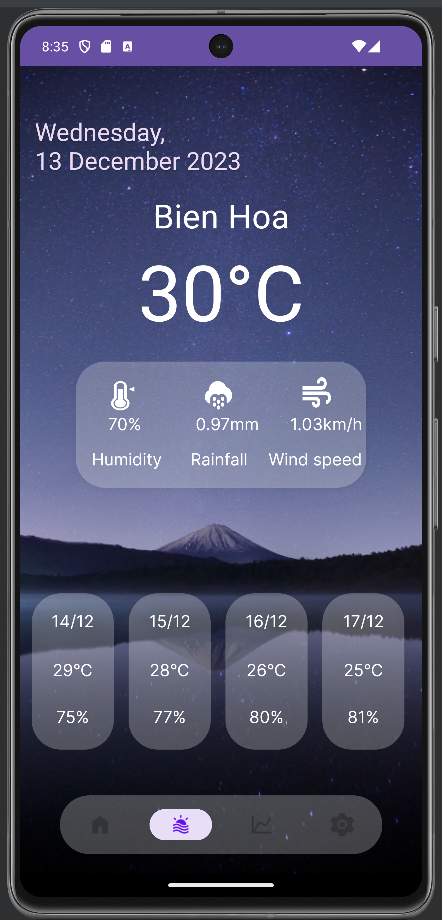 8:35
Wednesday,
13 December 2023
Bien Hoa
30°C
70% 0.97mm 1.03km/h
Humidity Rainfall Wind speed
14/12 15/12 16/12 17/12
29°C 28°C 26°C 25°C
75% 77% 80% 81%